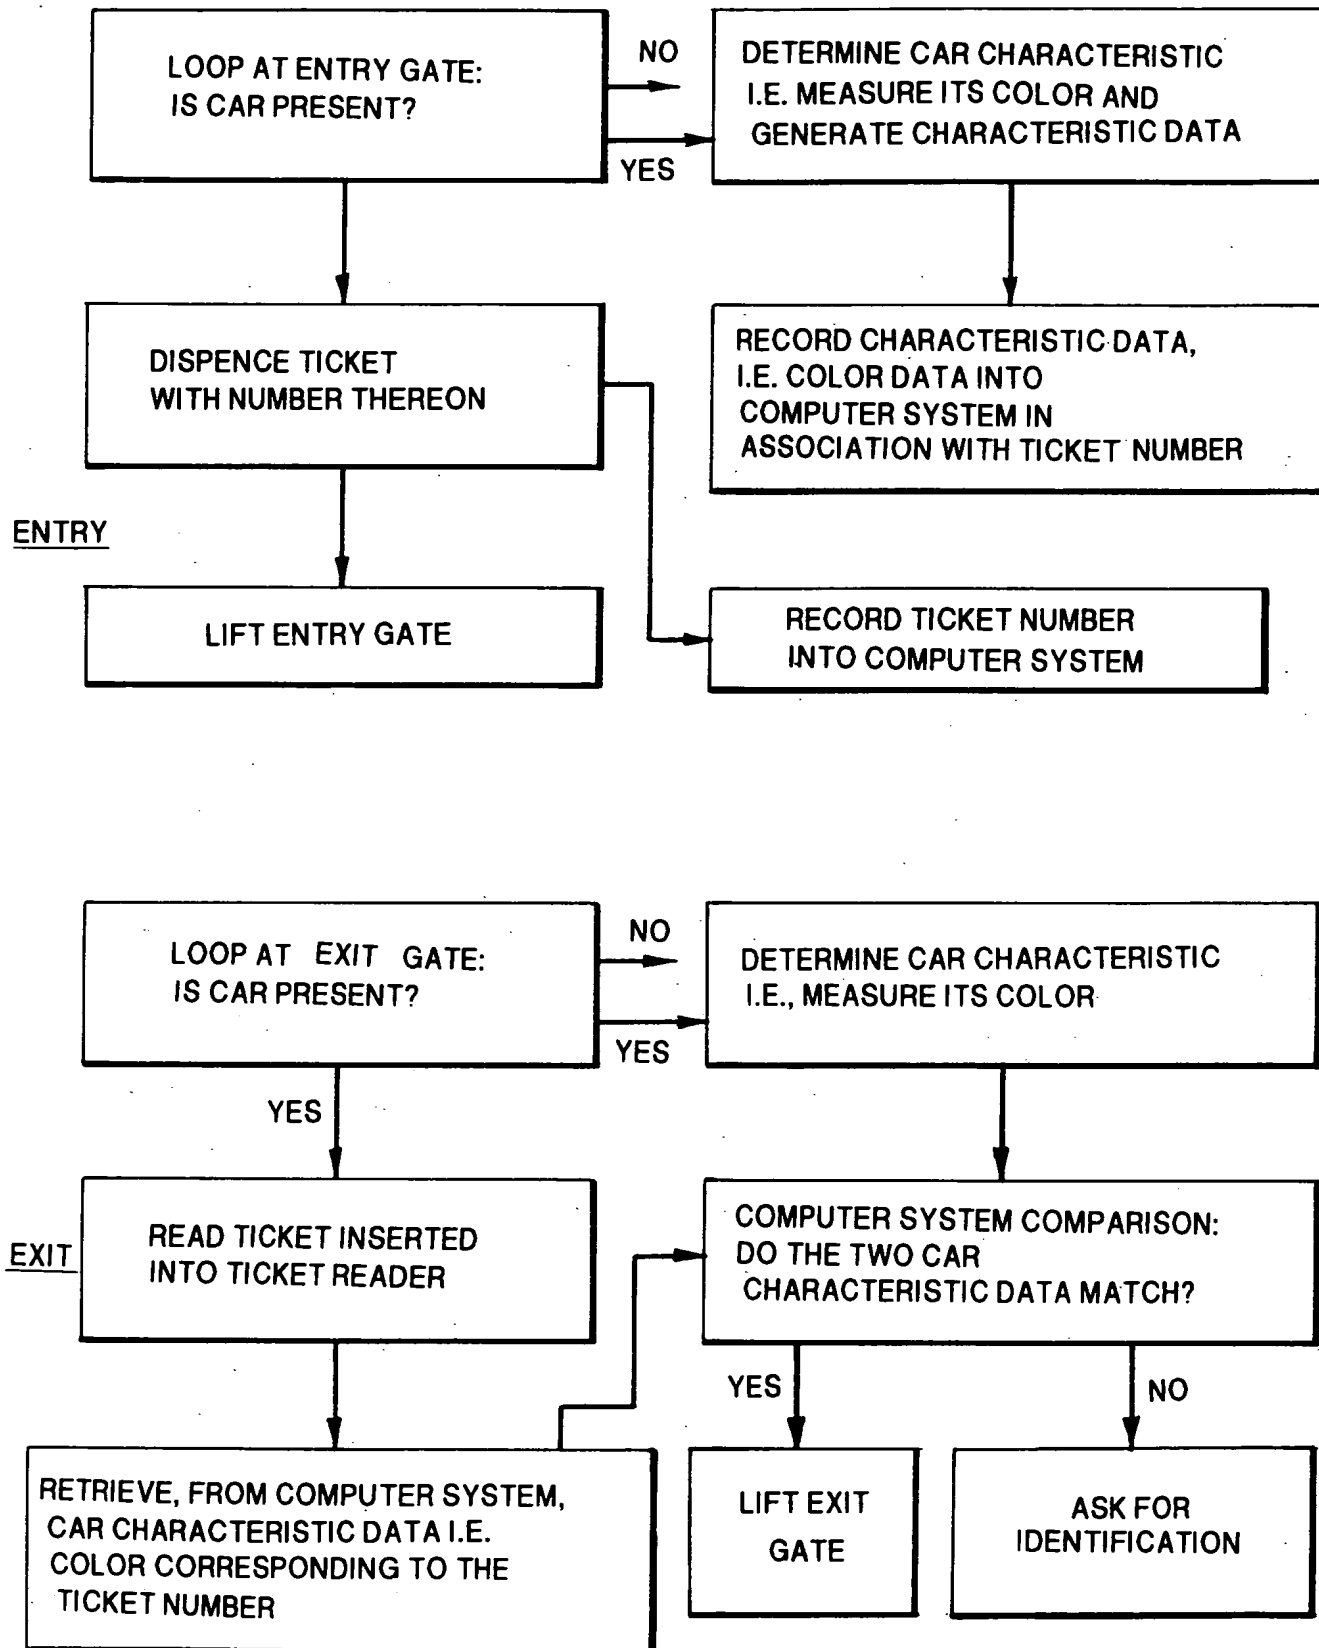 LOOP AT ENTRY GATE:
IS CAR PRESENT?
NO
YES
DETERMINE CAR CHARACTERISTIC
I.E. MEASURE ITS COLOR AND
GENERATE CHARACTERISTIC DATA
DISPENCE TICKET
WITH NUMBER THEREON
RECORD CHARACTERISTIC DATA,
I.E. COLOR DATA INTO
COMPUTER SYSTEM IN
ASSOCIATION WITH TICKET NUMBER
ENTRY
LIFT ENTRY GATE
RECORD TICKET NUMBER
INTO COMPUTER SYSTEM
LOOP AT EXIT GATE:
IS CAR PRESENT?
NO
YES
DETERMINE CAR CHARACTERISTIC
I.E., MEASURE ITS COLOR
YES
EXIT
READ TICKET INSERTED
INTO TICKET READER
COMPUTER SYSTEM COMPARISON:
DO THE TWO CAR
CHARACTERISTIC DATA MATCH?
YES
NO
RETRIEVE, FROM COMPUTER SYSTEM,
CAR CHARACTERISTIC DATA I.E.
COLOR CORRESPONDING TO THE
TICKET NUMBER
LIFT EXIT
GATE
ASK FOR
IDENTIFICATION